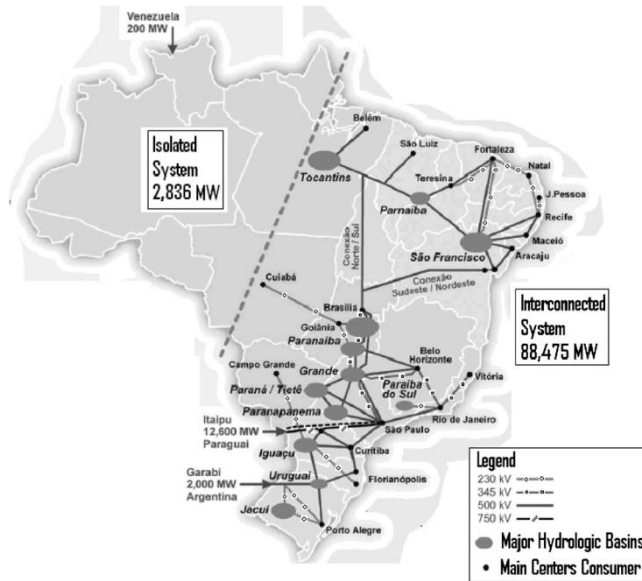 Venezuela
200 MW
Isolated
System
2,836 MW
Belém
São Luiz
Fortaleza
Teresina
Natal
Tocantins
Parnaíba
J.Pessoa
Recife
São Francisco
Maceió
Aracaju
Conexão
Norte / Sul
Conexão
Sudeste / Nordeste
Cuiabá
Brasília
Interconnected
System
88,475 MW
Goiânia
Paranaíba
Belo
Horizonte
Campo Grande
Grande
Vitória
Paraná / Tietê
Paraíba
do Sul
Paranapanema
Rio de Janeiro
Itaipu
12,600 MW
Paraguai
São Paulo
Iguaçu
Curitiba
Garabi
2,000 MW
Argentina
Uruguai
Florianópolis
Jacuí
Porto Alegre
Legend
230 kV
345 kV
500 kV
750 kV
Major Hydrologic Basins
Main Centers Consumer